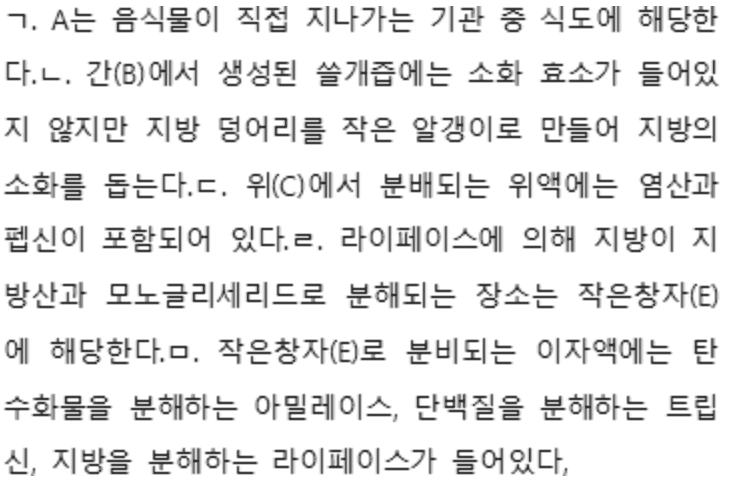 ㄱ. A는 음식물이 직접 지나가는 기관 중 식도에 해당한
다.ㄴ. 간(B)에서 생성된 쓸개즙에는 소화 효소가 들어있
지 않지만 지방 덩어리를 작은 알갱이로 만들어 지방의
소화를 돕는다.ㄷ. 위(C)에서 분배되는 위액에는 염산과
펩신이 포함되어 있다.ㄹ. 라이페이스에 의해 지방이 지
방산과 모노글리세리드로 분해되는 장소는 작은창자(E)
에 해당한다.ㅁ. 작은창자(E)로 분비되는 이자액에는 탄
수화물을 분해하는 아밀레이스, 단백질을 분해하는 트립
신, 지방을 분해하는 라이페이스가 들어있다,